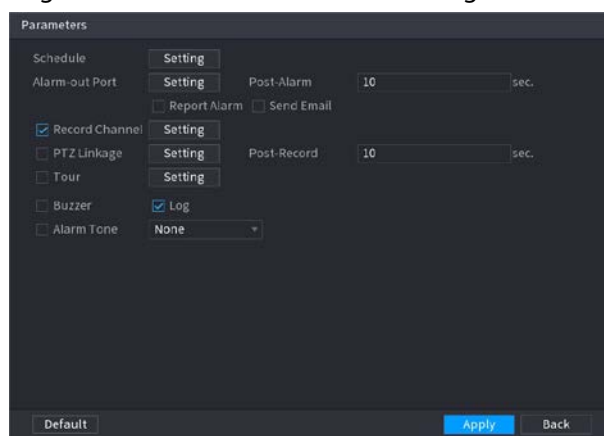 Parameters
Schedule Setting
Alarm-out Port Setting Post-Alarm 10 sec.
Report Alarm Send Email
Record Channel Setting
PTZ Linkage Setting Post-Record 10 sec.
Tour Setting
Buzzer Log
Alarm Tone None
Default Apply Back